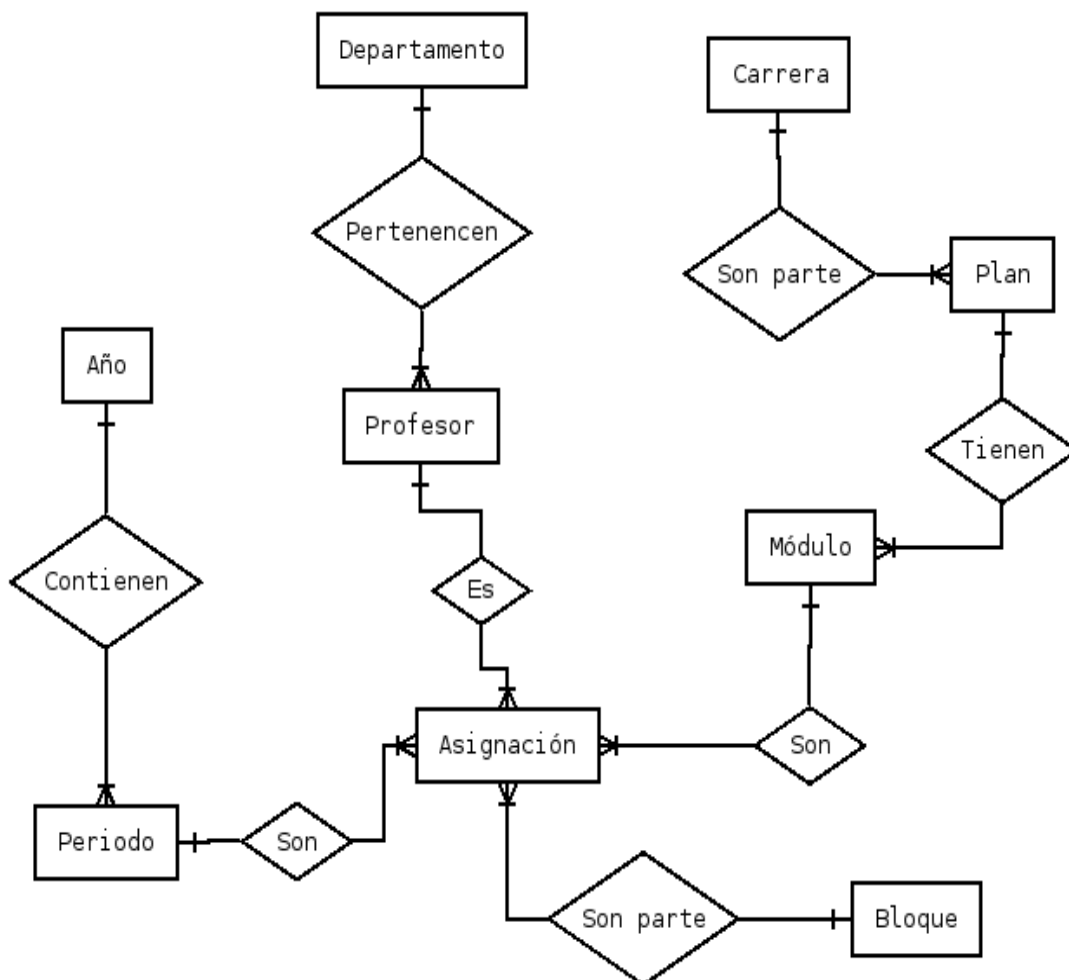 Departamento
Carrera
Pertenencen
Son parte
Plan
Año
Profesor
Tienen
Módulo
Contienen
Es
Asignación
Son
Periodo
Son
Son parte
Bloque